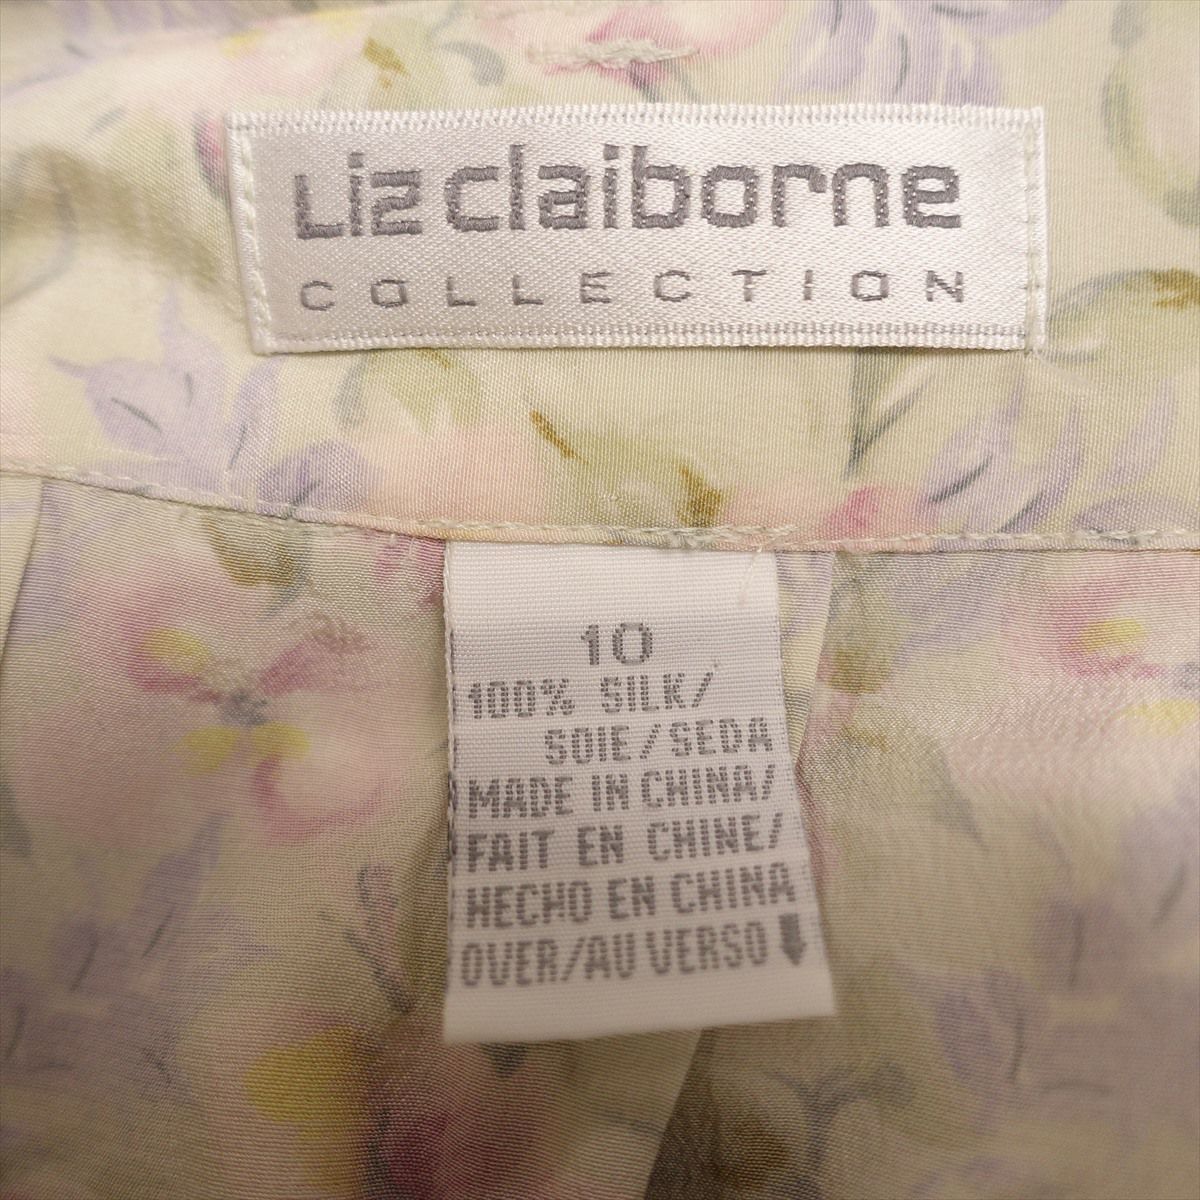 Liz claiborne
COLLECTION
10
100% SILK/
SOIE/SEDA
MADE IN CHINA/
FAIT EN CHINE/
HECHO EN CHINA
OVER/AU VERSO